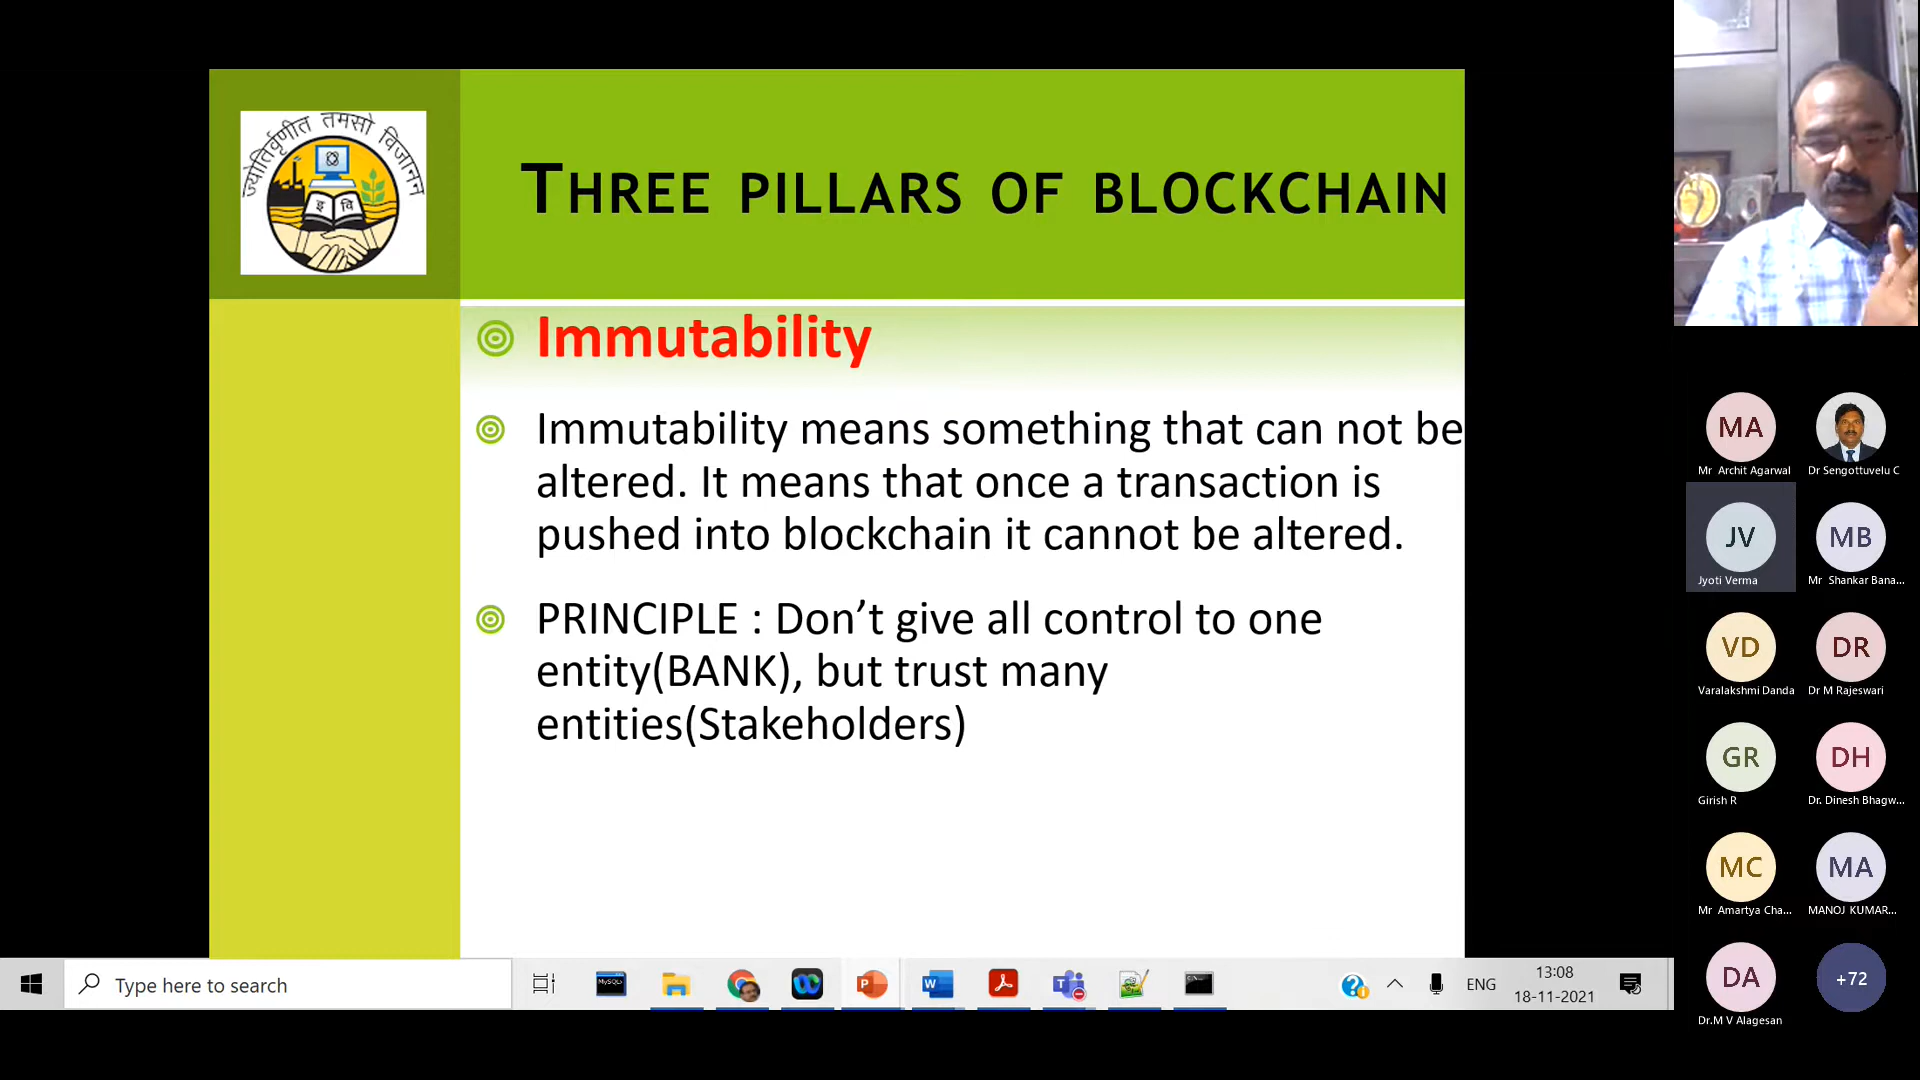 ज्योतिर्वृणीत तमसो विजानन
इ वि
THREE PILLARS OF BLOCKCHAIN
Immutability
Immutability means something that can not be
altered. It means that once a transaction is
pushed into blockchain it cannot be altered.
PRINCIPLE : Don’t give all control to one
entity(BANK), but trust many
entities(Stakeholders)
MA
Mr Archit Agarwal
Dr Sengottuvelu C
JV
Jyoti Verma
MB
Mr Shankar Bana...
VD
Varalakshmi Danda
DR
Dr M Rajeswari
GR
Girish R
DH
Dr. Dinesh Bhagw...
MC
Mr Amartya Cha...
MA
MANOJ KUMAR...
DA
Dr.M V Alagesan
+72
Type here to search
MySQL
ENG
13:08
18-11-2021